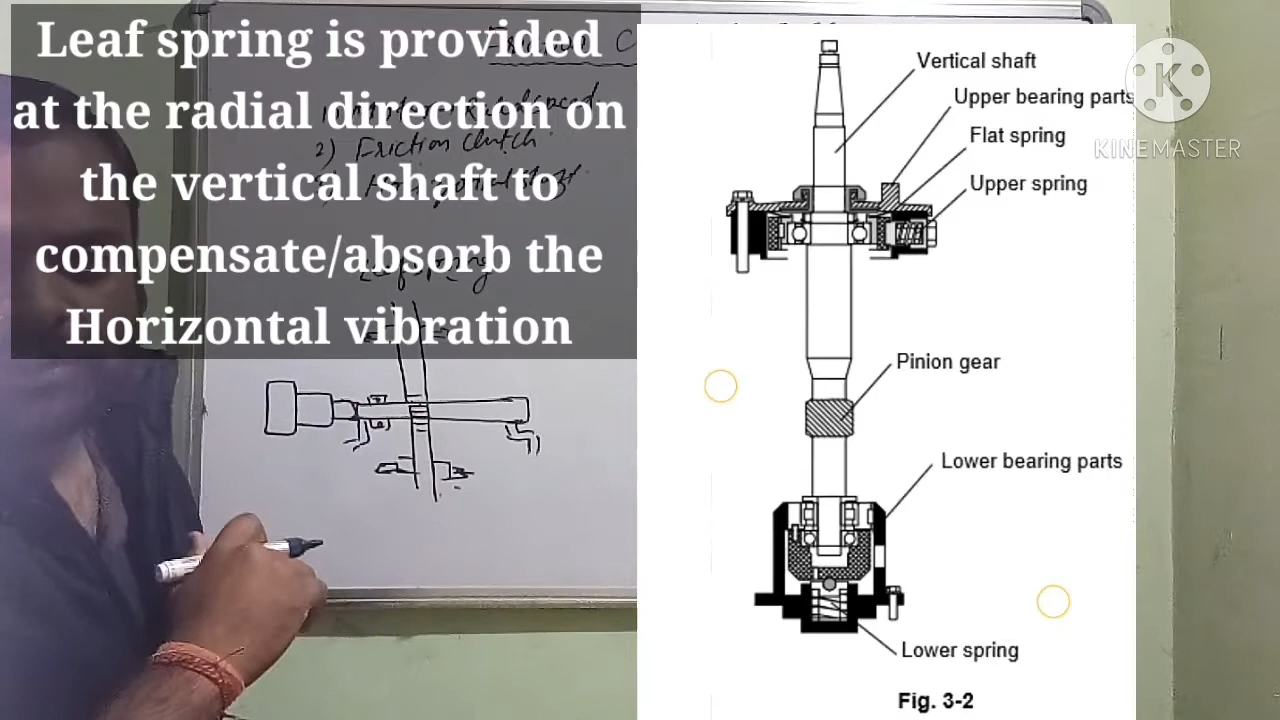 Leaf spring is provided
at the radial direction on
the vertical shaft to
compensate/absorb the
Horizontal vibration
2) Friction Clutch
Vertical shaft
Upper bearing parts
Flat spring
Upper spring
K
KINEMASTER
Pinion gear
Lower bearing parts
Lower spring
Fig. 3-2